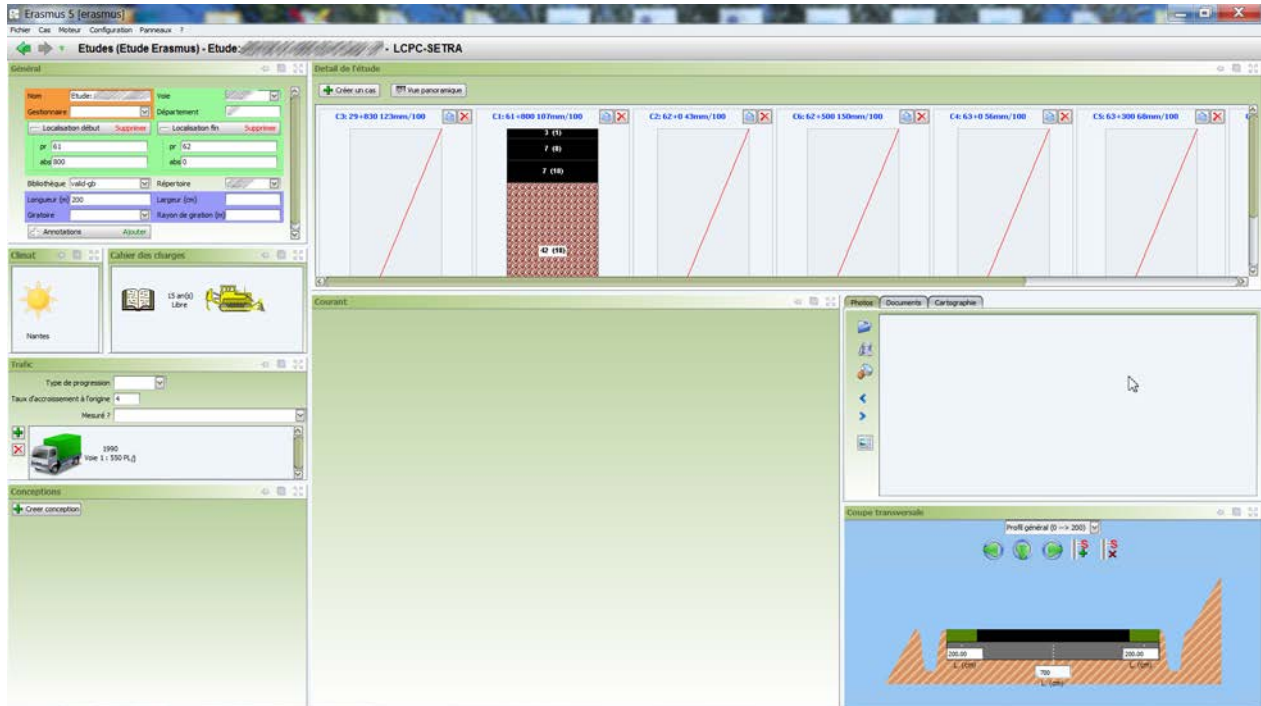 Erasmus 5 [erasmus]
Fichier Cas Moteur Configuration Panneaux ?
Etudes (Etude Erasmus) - Etude: - LCPC-SETRA
Général
Nom Etude: Voie
Gestionnaire Département
Localisation début Supprimer Localisation fin Supprimer
pr 61 pr 62
abs 800 abs 0
Bibliothèque valid-gb Répertoire
Longueur (m) 200 Largeur (cm)
Giratoire Rayon de giration (m)
Annotations Ajouter
Climat
Nantes
Cahier des charges
15 an(s)
Libre
Trafic
Type de progression
Taux d'accroissement à l'origine 4
Mesuré ?
1990
Voie 1 : 550 PL/j
Conceptions
Creer conception
Detail de l'étude
Créer un cas Vue panoramique
C3: 29+830 123mm/100 C1: 61+800 107mm/100 C2: 62+0 43mm/100 C6: 62+500 150mm/100 C4: 63+0 56mm/100 C5: 63+300 68mm/100
3 (1)
7 (8)
7 (18)
42 (18)
Courant
Photos Documents Cartographie
Coupe transversale
Profil général (0 --> 200)
200.00 200.00
L. (cm) L. (cm)
700
L. (cm)